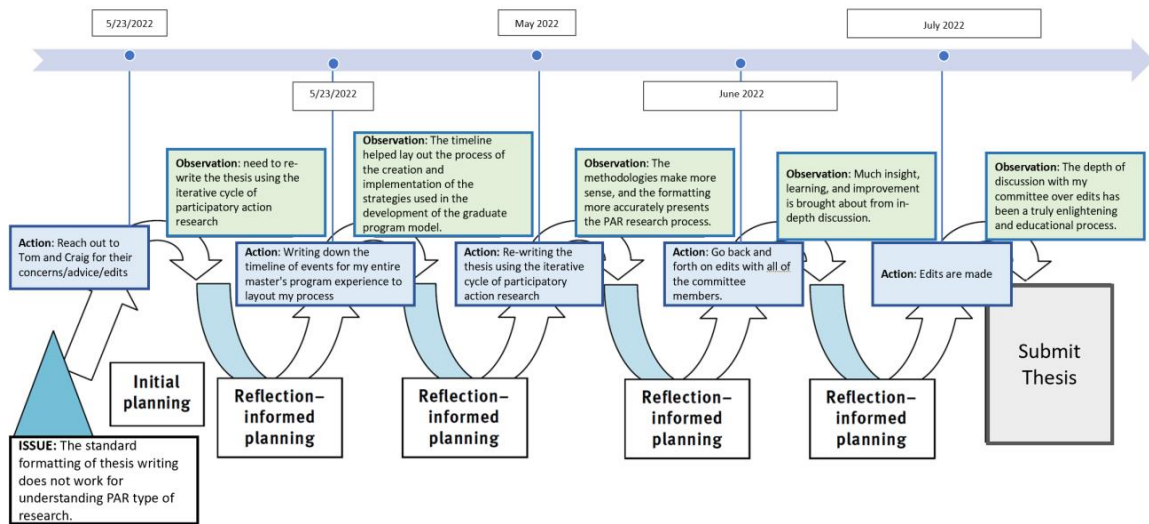 5/23/2022
May 2022
July 2022
5/23/2022
June 2022
Observation: need to re-
write the thesis using the
iterative cycle of
participatory action
research
Observation: The timeline
helped lay out the process of
the creation and
implementation of the
strategies used in the
development of the graduate
program model.
Observation: The
methodologies make more
sense, and the formatting
more accurately presents the
PAR research process.
Observation: Much insight,
learning, and improvement
is brought about from in-
depth discussion.
Observation: The depth of
discussion with my
committee over edits has
been a truly enlightening
and educational process.
Action: Reach out to
Tom and Craig for their
concerns/advice/edits
Action: Writing down the
timeline of events for my entire
master's program experience to
layout my process
Action: Re-writing the
thesis using the iterative
cycle of participatory
action research
Action: Go back and
forth on edits with all of
the committee
members.
Action: Edits are made
Initial
planning
Reflection–
informed
planning
Reflection–
informed
planning
Reflection–
informed
planning
Reflection–
informed
planning
Submit
Thesis
ISSUE: The standard
formatting of thesis writing
does not work for
understanding PAR type of
research.